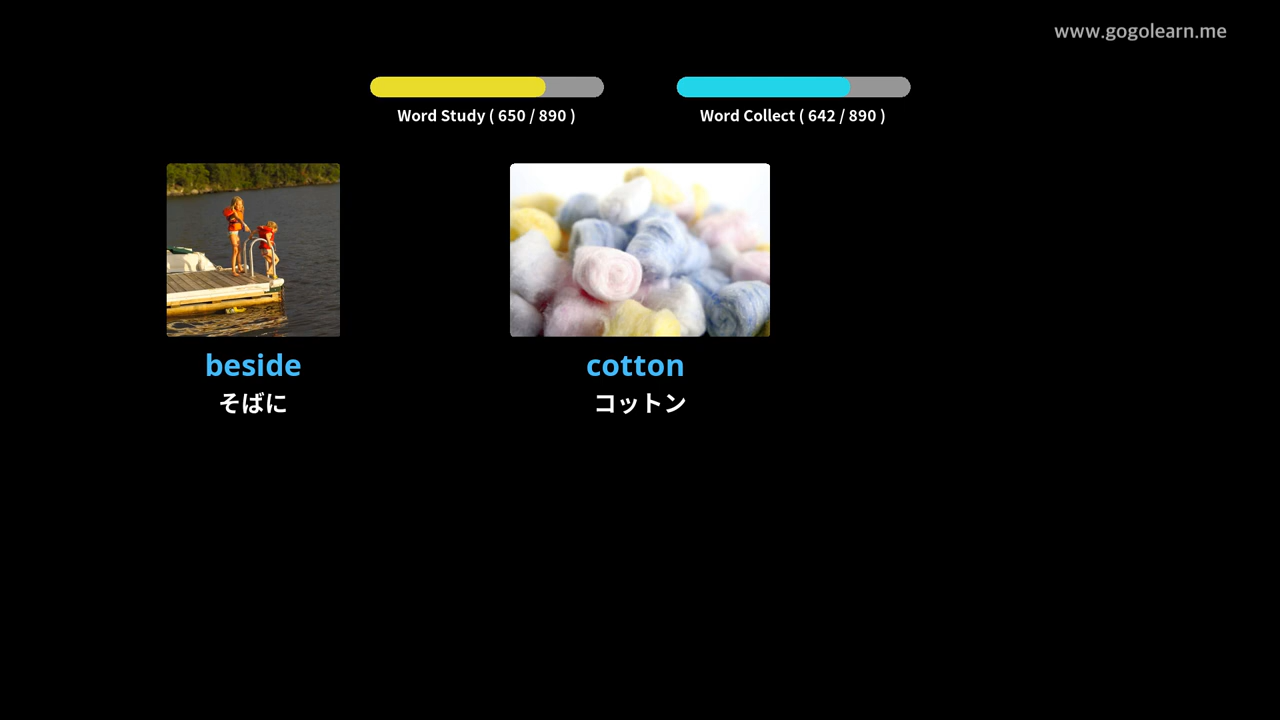 www.gogolearn.me
Word Study ( 650 / 890 )
Word Collect ( 642 / 890 )
beside
そばに
cotton
コットン